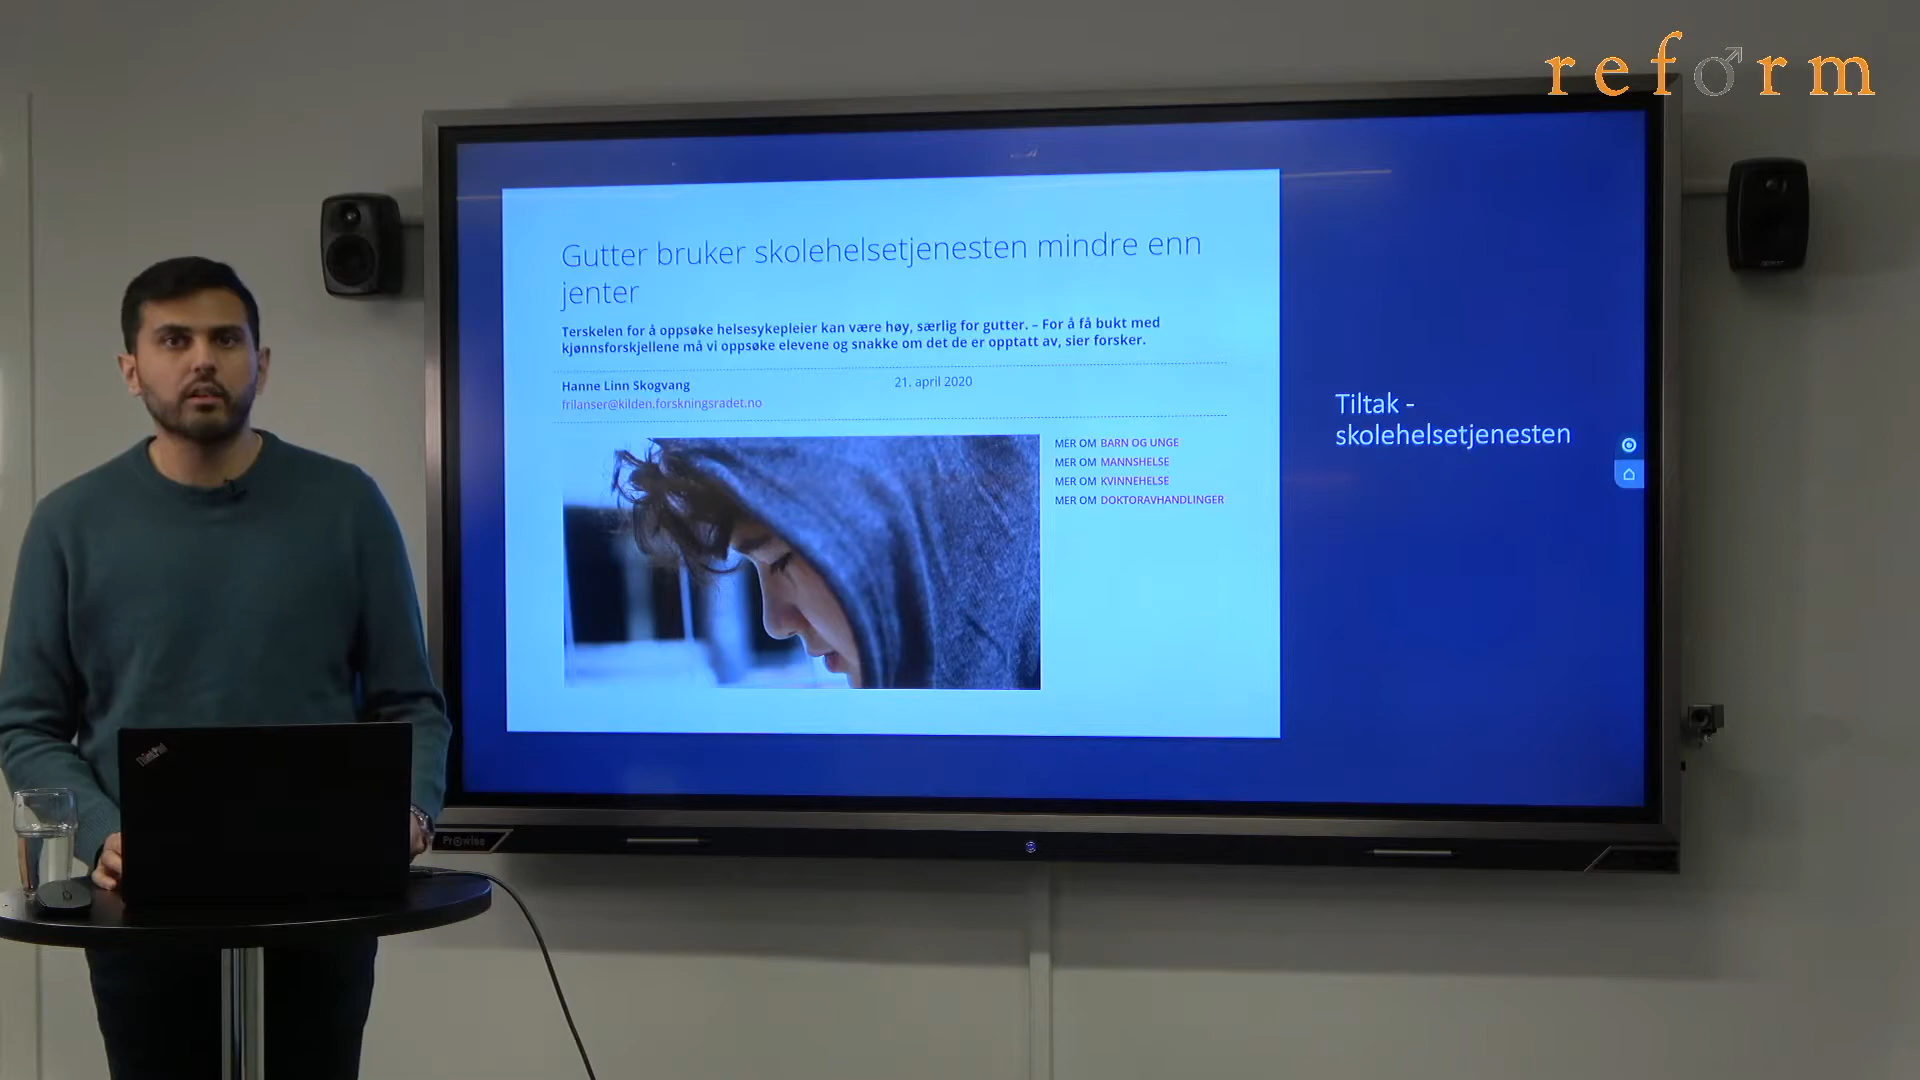 reform
Gutter bruker skolehelsetjenesten mindre enn
jenter
Terskelen for å oppsøke helsesykepleier kan være høy, særlig for gutter. – For å få bukt med
kjønnsforskjellene må vi oppsøke elevene og snakke om det de er opptatt av, sier forsker.
Hanne Linn Skogvang
21. april 2020
frilanser@kilden.forskningsradet.no
MER OM BARN OG UNGE
MER OM MANNSHELSE
MER OM KVINNEHELSE
MER OM DOKTORAVHANDLINGER
Tiltak -
skolehelsetjenesten
ThinkPad
Prowise